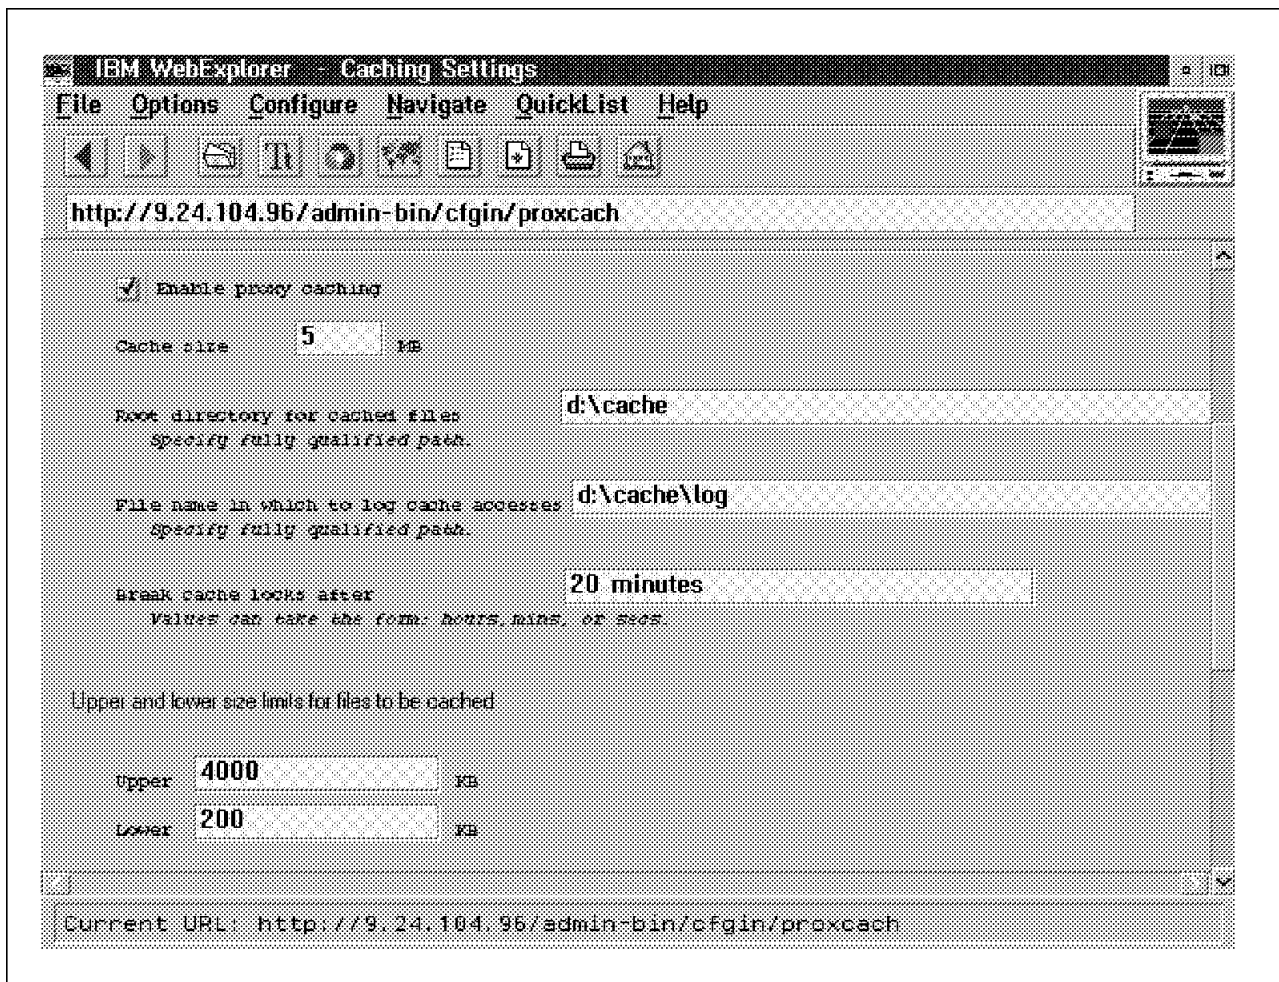 IBM WebExplorer - Caching Settings
File Options Configure Navigate QuickList Help
http://9.24.104.96/admin-bin/cfgin/proxcach
Enable proxy caching
Cache size 5 MB
Root directory for cached files d:\cache
Specify fully qualified path.
File name in which to log cache accesses d:\cache\log
Specify fully qualified path.
Break cache locks after 20 minutes
Values can take the form: hours,mins, or secs.
Upper and lower size limits for files to be cached
Upper 4000 KB
Lower 200 KB
Current URL: http://9.24.104.96/admin-bin/cfgin/proxcach